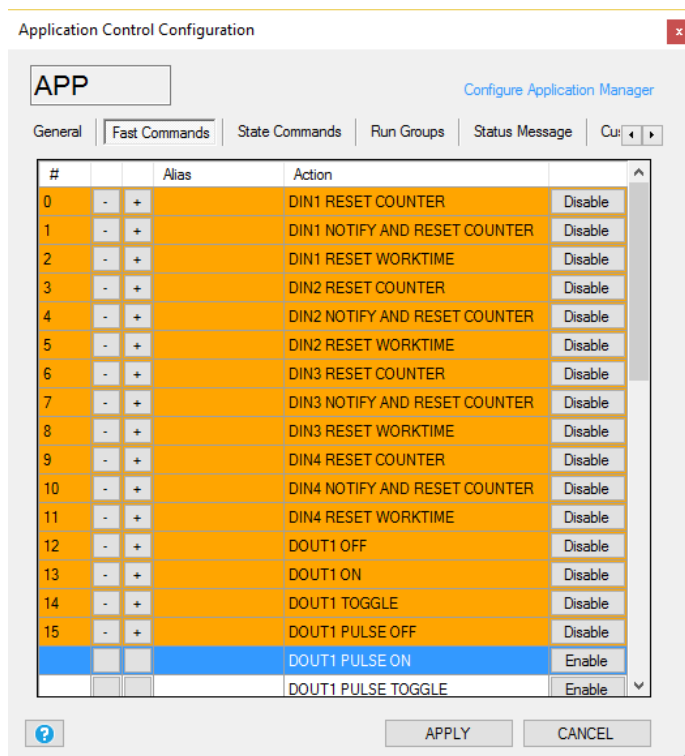 Application Control Configuration x
APP
Configure Application Manager
General Fast Commands State Commands Run Groups Status Message Cu
# Alias Action
0 - + DIN1 RESET COUNTER Disable
1 - + DIN1 NOTIFY AND RESET COUNTER Disable
2 - + DIN1 RESET WORKTIME Disable
3 - + DIN2 RESET COUNTER Disable
4 - + DIN2 NOTIFY AND RESET COUNTER Disable
5 - + DIN2 RESET WORKTIME Disable
6 - + DIN3 RESET COUNTER Disable
7 - + DIN3 NOTIFY AND RESET COUNTER Disable
8 - + DIN3 RESET WORKTIME Disable
9 - + DIN4 RESET COUNTER Disable
10 - + DIN4 NOTIFY AND RESET COUNTER Disable
11 - + DIN4 RESET WORKTIME Disable
12 - + DOUT1 OFF Disable
13 - + DOUT1 ON Disable
14 - + DOUT1 TOGGLE Disable
15 - + DOUT1 PULSE OFF Disable
DOUT1 PULSE ON Enable
DOUT1 PULSE TOGGLE Enable
? APPLY CANCEL